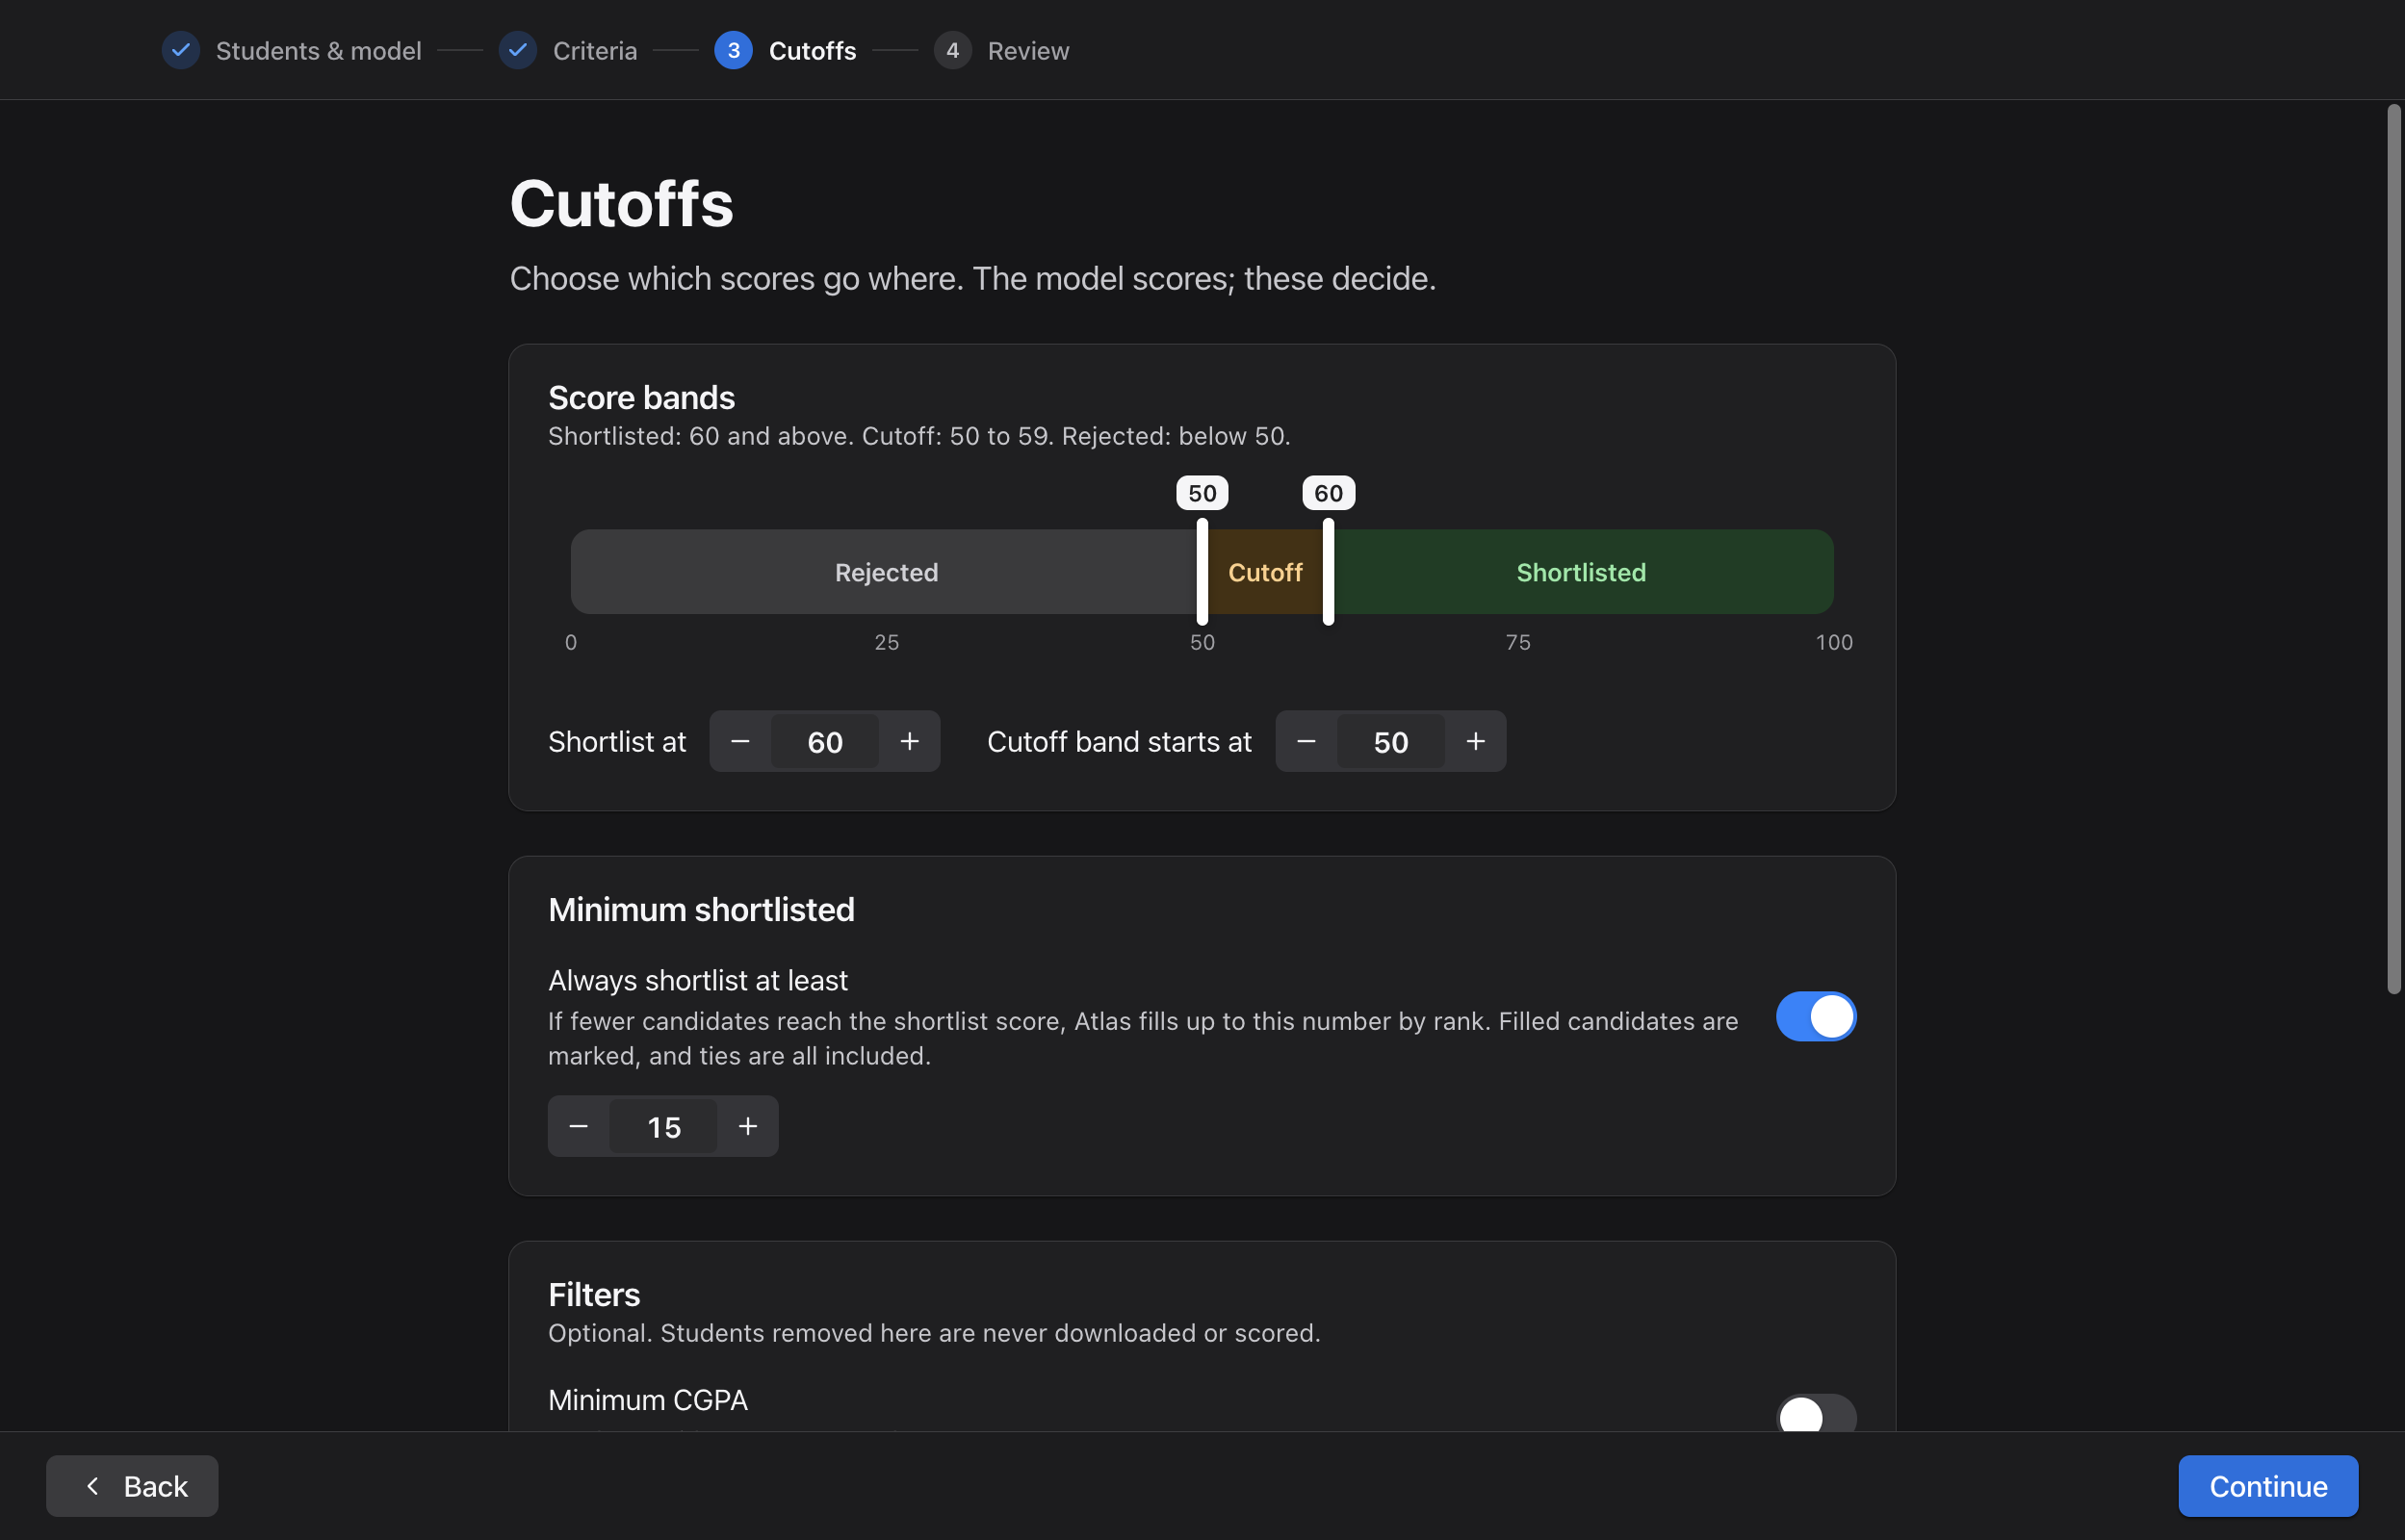 Students & model
Criteria
3 Cutoffs
4 Review
Cutoffs
Choose which scores go where. The model scores; these decide.
Score bands
Shortlisted: 60 and above. Cutoff: 50 to 59. Rejected: below 50.
50 60
Rejected Cutoff Shortlisted
0 25 50 75 100
Shortlist at − 60 + Cutoff band starts at − 50 +
Minimum shortlisted
Always shortlist at least
If fewer candidates reach the shortlist score, Atlas fills up to this number by rank. Filled candidates are
marked, and ties are all included.
− 15 +
Filters
Optional. Students removed here are never downloaded or scored.
Minimum CGPA
Back
Continue